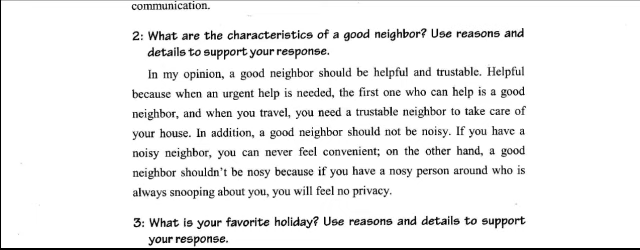 communication.
2: What are the characteristics of a good neighbor? Use reasons and
details to support your response.
In my opinion, a good neighbor should be helpful and trustable. Helpful
because when an urgent help is needed, the first one who can help is a good
neighbor, and when you travel, you need a trustable neighbor to take care of
your house. In addition, a good neighbor should not be noisy. If you have a
noisy neighbor, you can never feel convenient; on the other hand, a good
neighbor shouldn't be nosy because if you have a nosy person around who is
always snooping about you, you will feel no privacy.
3: What is your favorite holiday? Use reasons and details to support
your response.